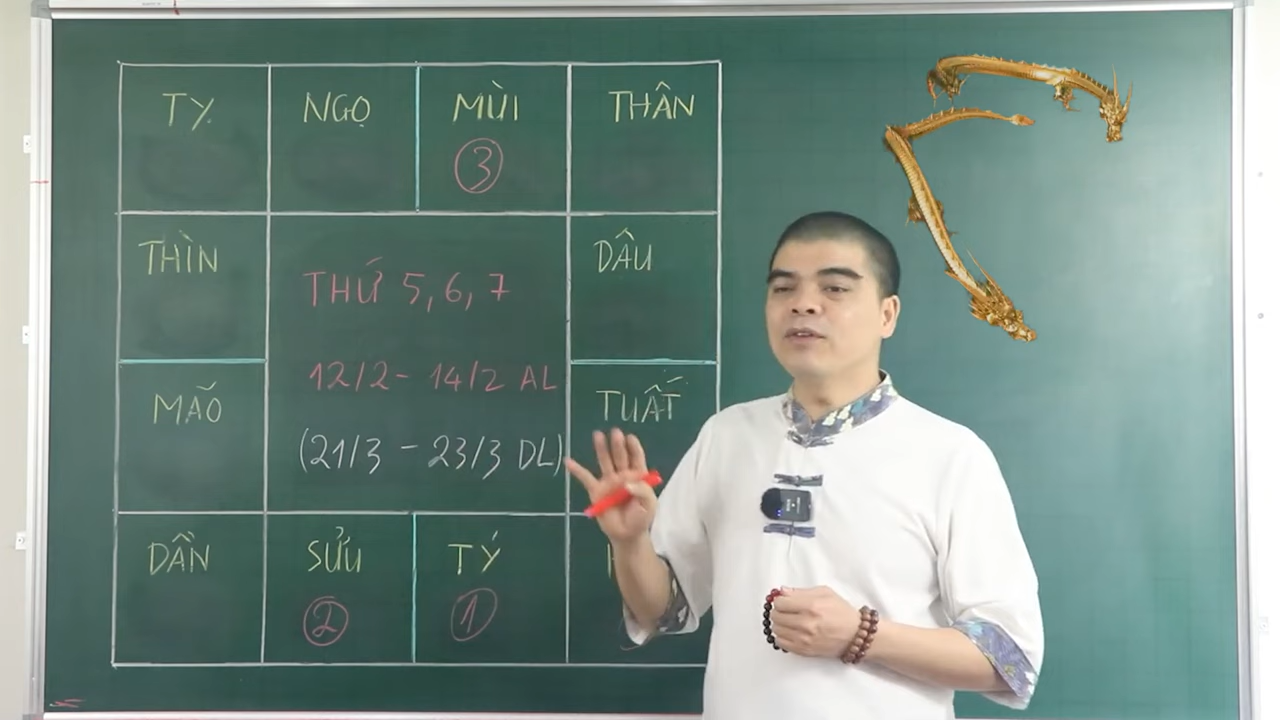 TỴ
NGỌ
MÙI
3
THÂN
THÌN
DẬU
THỨ 5, 6, 7
12/2 - 14/2 AL
(21/3 - 23/3 DL)
MÃO
TUẤT
DẦN
SỬU
2
TÝ
1